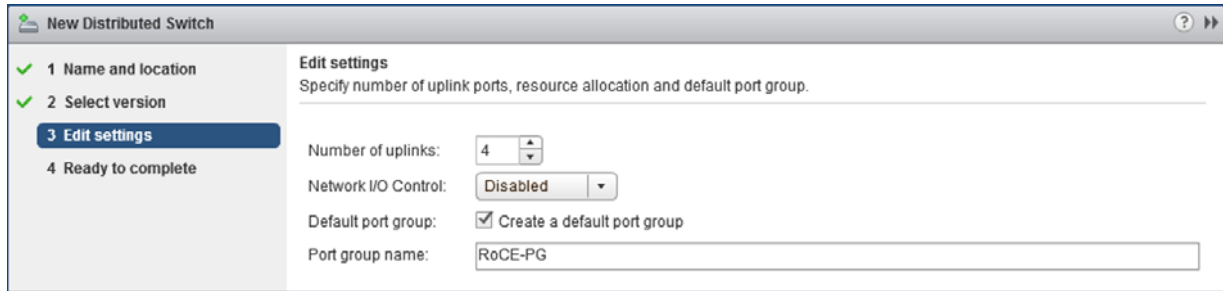 New Distributed Switch
?
1 Name and location
2 Select version
3 Edit settings
4 Ready to complete
Edit settings
Specify number of uplink ports, resource allocation and default port group.
Number of uplinks: 4
Network I/O Control: Disabled
Default port group: Create a default port group
Port group name: RoCE-PG